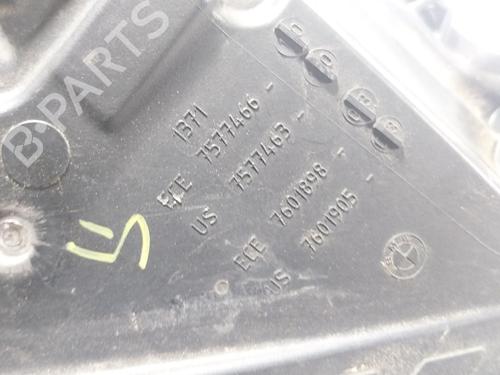 B-PARTS
1371
ECE 7577466 -
US 7577463 -
ECE 7601898 -
US 7601905 -